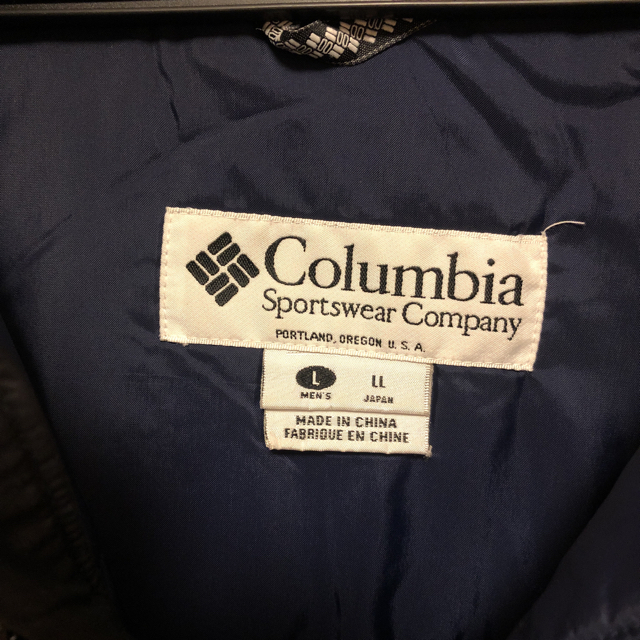 Columbia
Sportswear Company
PORTLAND, OREGON U.S.A.
L LL
MEN'S JAPAN
MADE IN CHINA
FABRIQUE EN CHINE